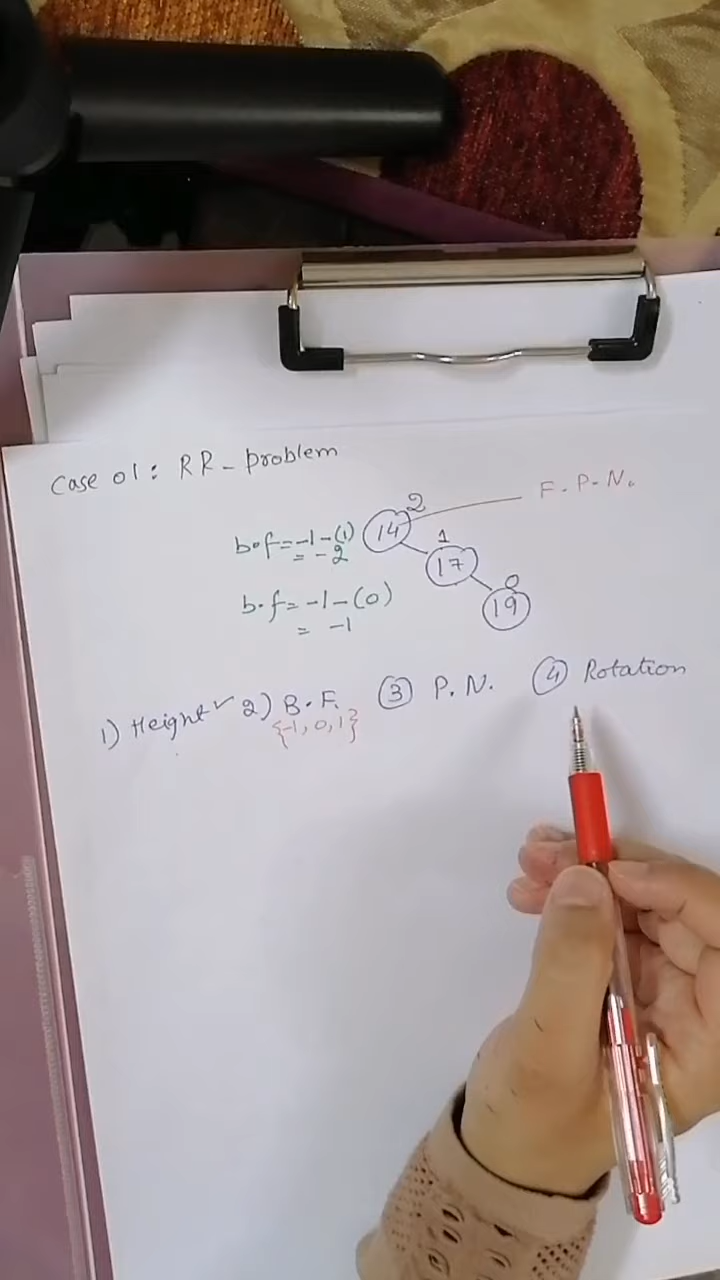 Case 01: RR - problem
2 F.P.N.
b.f = -1 - (1) 14 1
= -2
17
b.f = -1 - (0) 0
= -1 19
1) Height ✓ 2) B.F. ③ P.N. ④ Rotation
{-1, 0, 1}